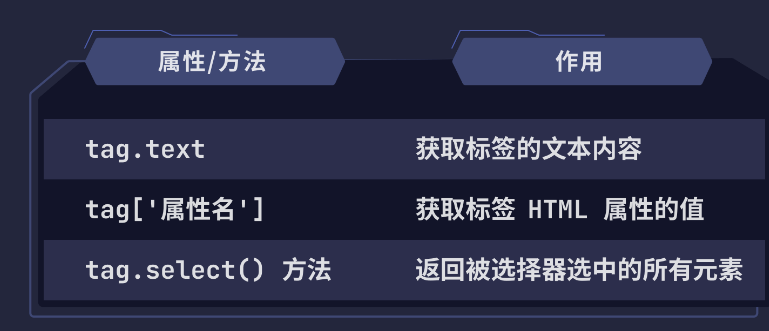 属性/方法 作用
tag.text 获取标签的文本内容
tag['属性名'] 获取标签 HTML 属性的值
tag.select() 方法 返回被选择器选中的所有元素